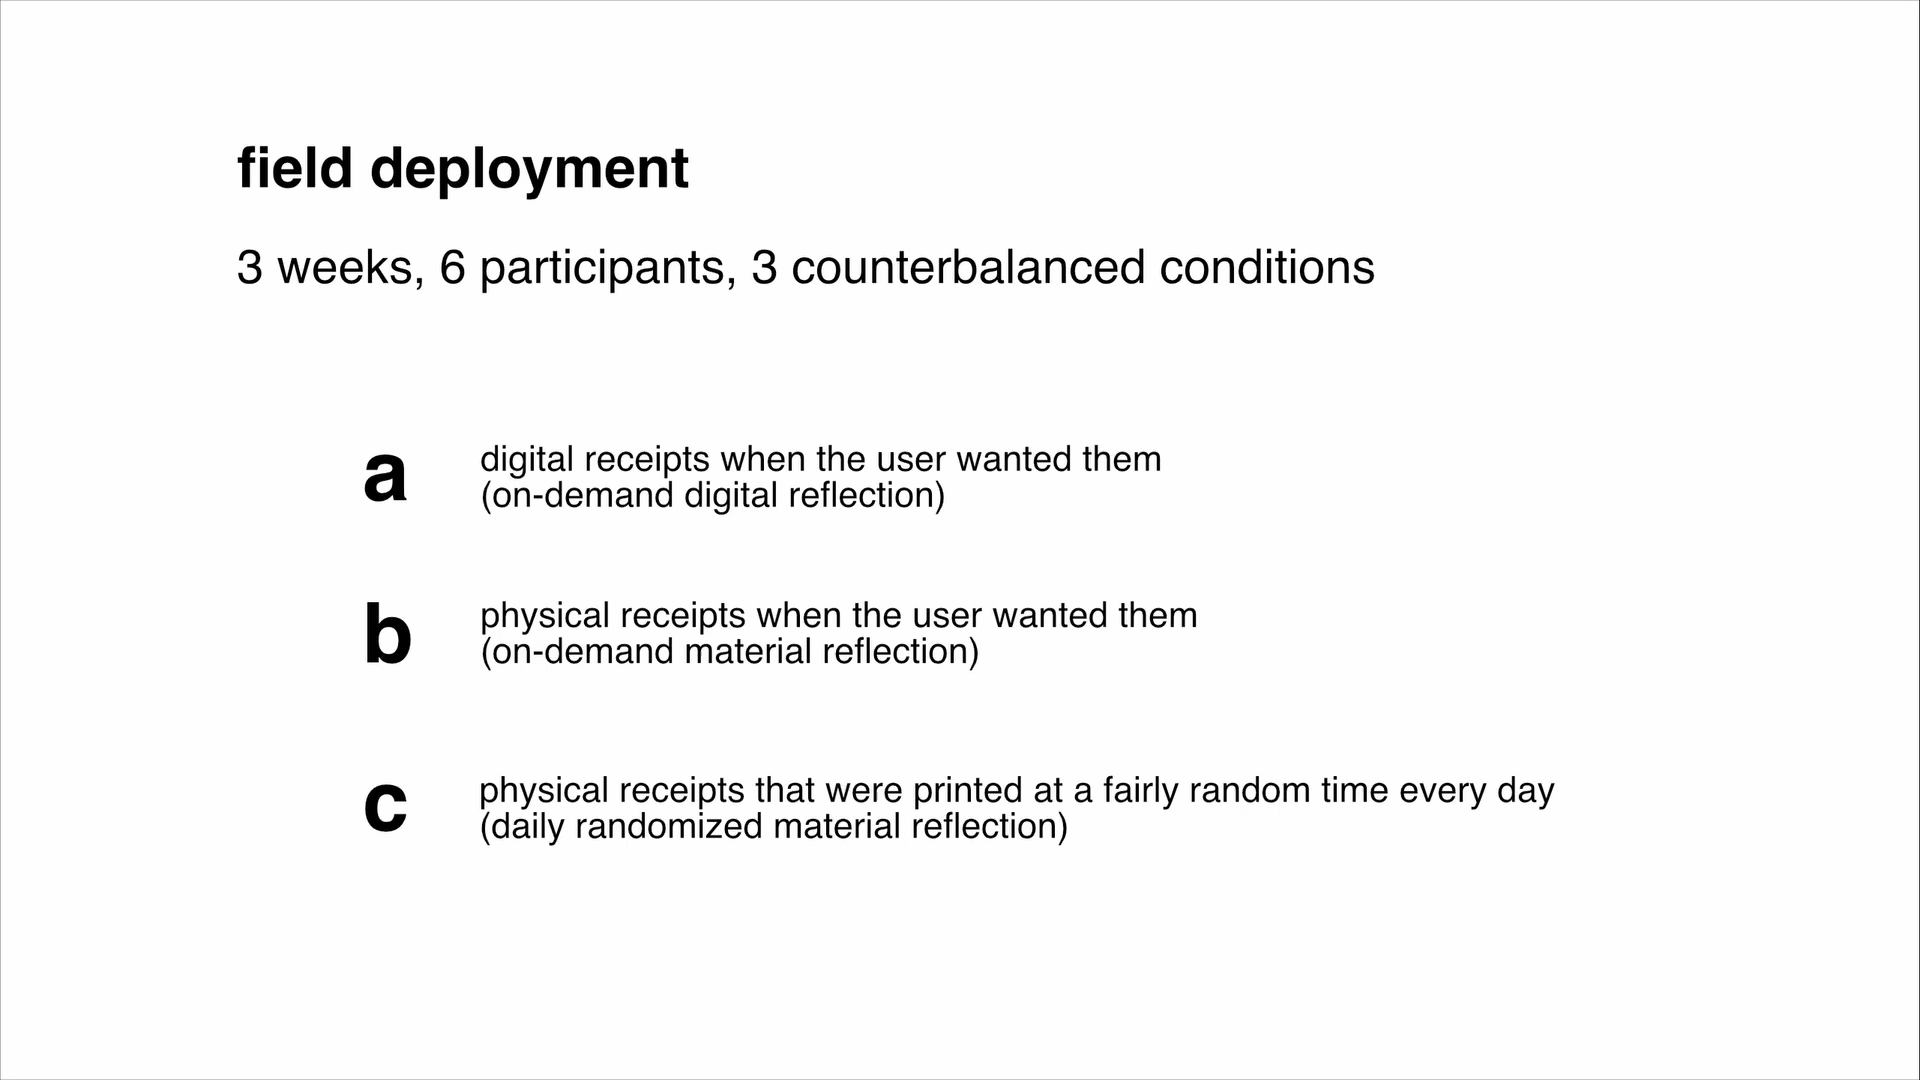 field deployment
3 weeks, 6 participants, 3 counterbalanced conditions
a
digital receipts when the user wanted them
(on-demand digital reflection)
b
physical receipts when the user wanted them
(on-demand material reflection)
c
physical receipts that were printed at a fairly random time every day
(daily randomized material reflection)